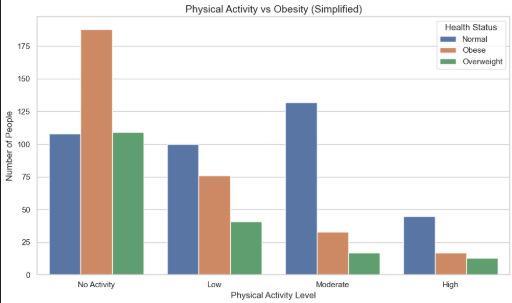 Physical Activity vs Obesity (Simplified)
Health Status
Normal
Obese
Overweight
Number of People
175
150
125
100
75
50
25
0
No Activity
Low
Moderate
High
Physical Activity Level